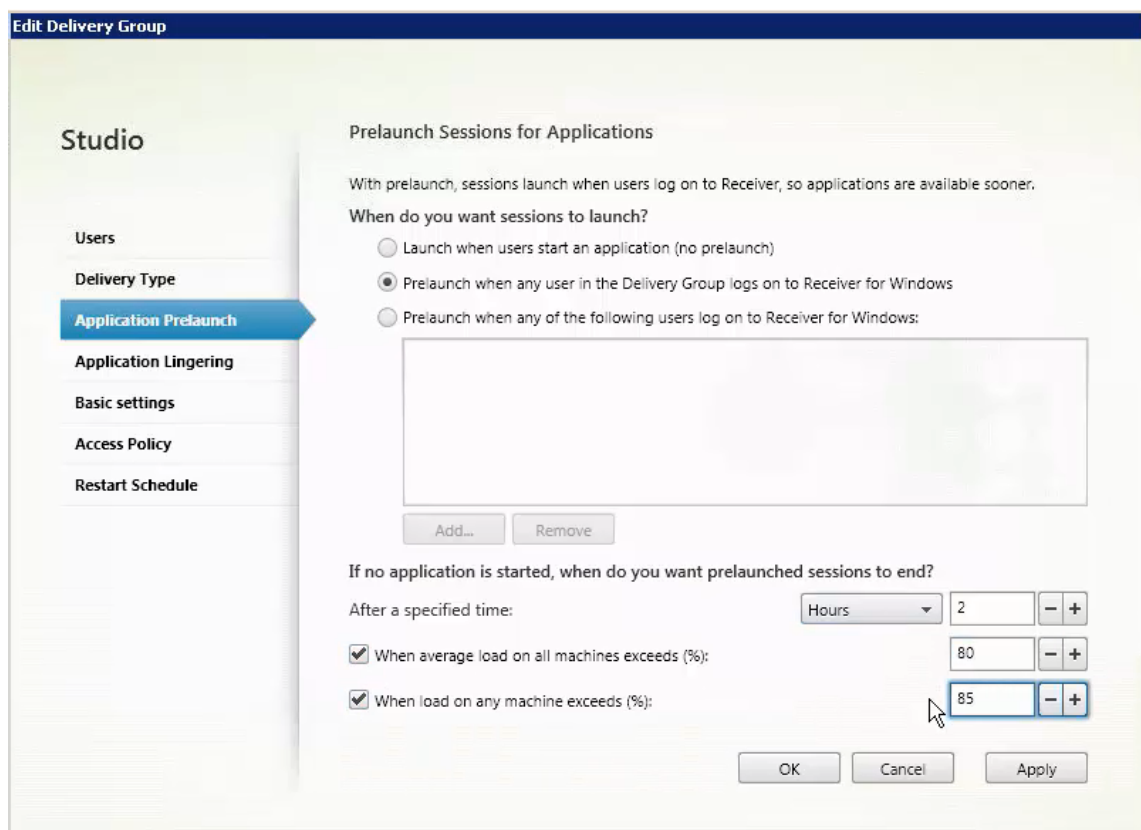 Edit Delivery Group
Studio
Users
Delivery Type
Application Prelaunch
Application Lingering
Basic settings
Access Policy
Restart Schedule
Prelaunch Sessions for Applications
With prelaunch, sessions launch when users log on to Receiver, so applications are available sooner.
When do you want sessions to launch?
Launch when users start an application (no prelaunch)
Prelaunch when any user in the Delivery Group logs on to Receiver for Windows
Prelaunch when any of the following users log on to Receiver for Windows:
Add... Remove
If no application is started, when do you want prelaunched sessions to end?
After a specified time: Hours 2 − +
When average load on all machines exceeds (%): 80 − +
When load on any machine exceeds (%): 85 − +
OK Cancel Apply